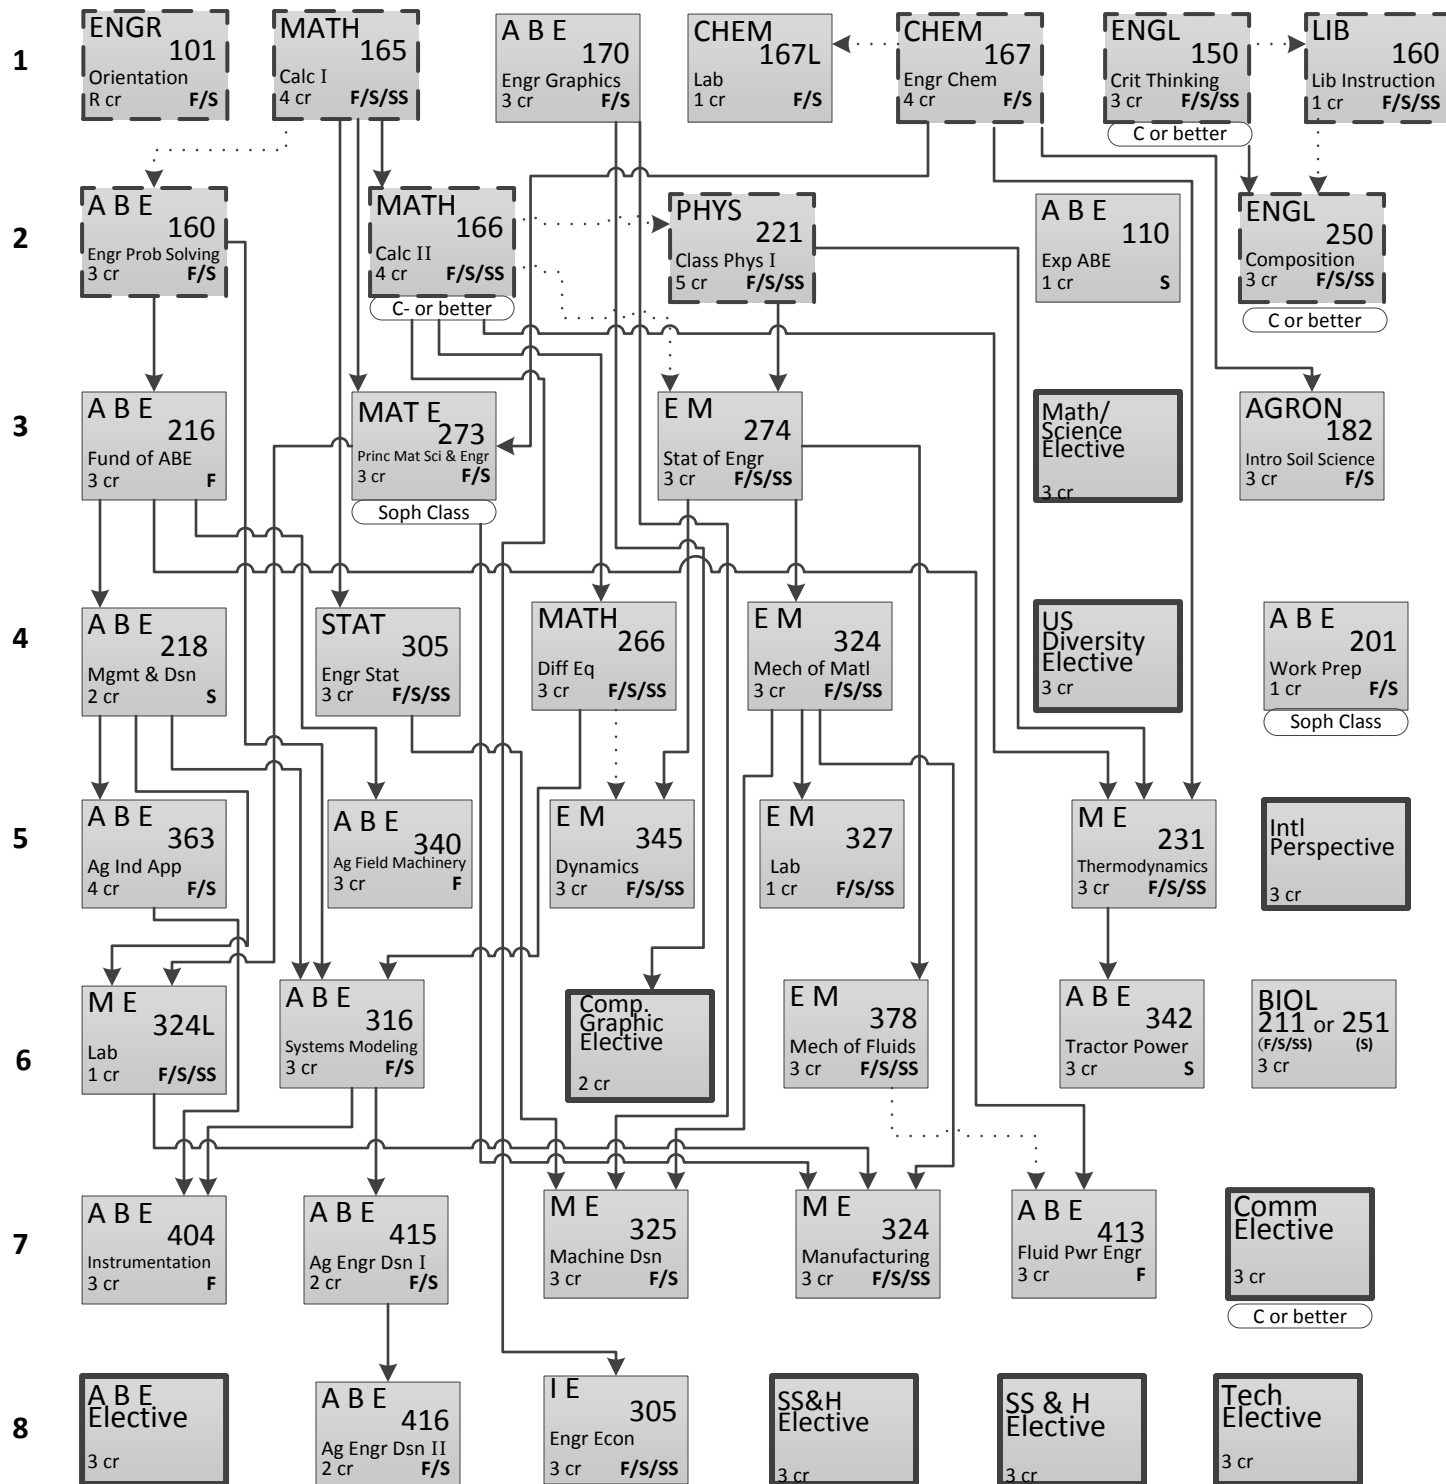 1
ENGR
101
Orientation
R cr F/S
MATH
165
Calc I
4 cr F/S/SS
A B E
170
Engr Graphics
3 cr F/S
CHEM
167L
Lab
1 cr F/S
CHEM
167
Engr Chem
4 cr F/S
ENGL
150
Crit Thinking
3 cr F/S/SS
C or better
LIB
160
Lib Instruction
1 cr F/S/SS
2
A B E
160
Engr Prob Solving
3 cr F/S
MATH
166
Calc II
4 cr F/S/SS
C- or better
PHYS
221
Class Phys I
5 cr F/S/SS
A B E
110
Exp ABE
1 cr S
ENGL
250
Composition
3 cr F/S/SS
C or better
3
A B E
216
Fund of ABE
3 cr F
MAT E
273
Princ Mat Sci & Engr
3 cr F/S
Soph Class
E M
274
Stat of Engr
3 cr F/S/SS
Math/
Science
Elective
3 cr
AGRON
182
Intro Soil Science
3 cr F/S
4
A B E
218
Mgmt & Dsn
2 cr S
STAT
305
Engr Stat
3 cr F/S/SS
MATH
266
Diff Eq
3 cr F/S/SS
E M
324
Mech of Matl
3 cr F/S/SS
US
Diversity
Elective
3 cr
A B E
201
Work Prep
1 cr F/S
Soph Class
5
A B E
363
Ag Ind App
4 cr F/S
A B E
340
Ag Field Machinery
3 cr F
E M
345
Dynamics
3 cr F/S/SS
E M
327
Lab
1 cr F/S/SS
M E
231
Thermodynamics
3 cr F/S/SS
Intl
Perspective
3 cr
6
M E
324L
Lab
1 cr F/S/SS
A B E
316
Systems Modeling
3 cr F/S
Comp.
Graphic
Elective
2 cr
E M
378
Mech of Fluids
3 cr F/S/SS
A B E
342
Tractor Power
3 cr S
BIOL
211 or 251
(F/S/SS) (S)
3 cr
7
A B E
404
Instrumentation
3 cr F
A B E
415
Ag Engr Dsn I
2 cr F/S
M E
325
Machine Dsn
3 cr F/S
M E
324
Manufacturing
3 cr F/S/SS
A B E
413
Fluid Pwr Engr
3 cr F
Comm
Elective
3 cr
C or better
8
A B E
Elective
3 cr
A B E
416
Ag Engr Dsn II
2 cr F/S
I E
305
Engr Econ
3 cr F/S/SS
SS&H
Elective
3 cr
SS & H
Elective
3 cr
Tech
Elective
3 cr